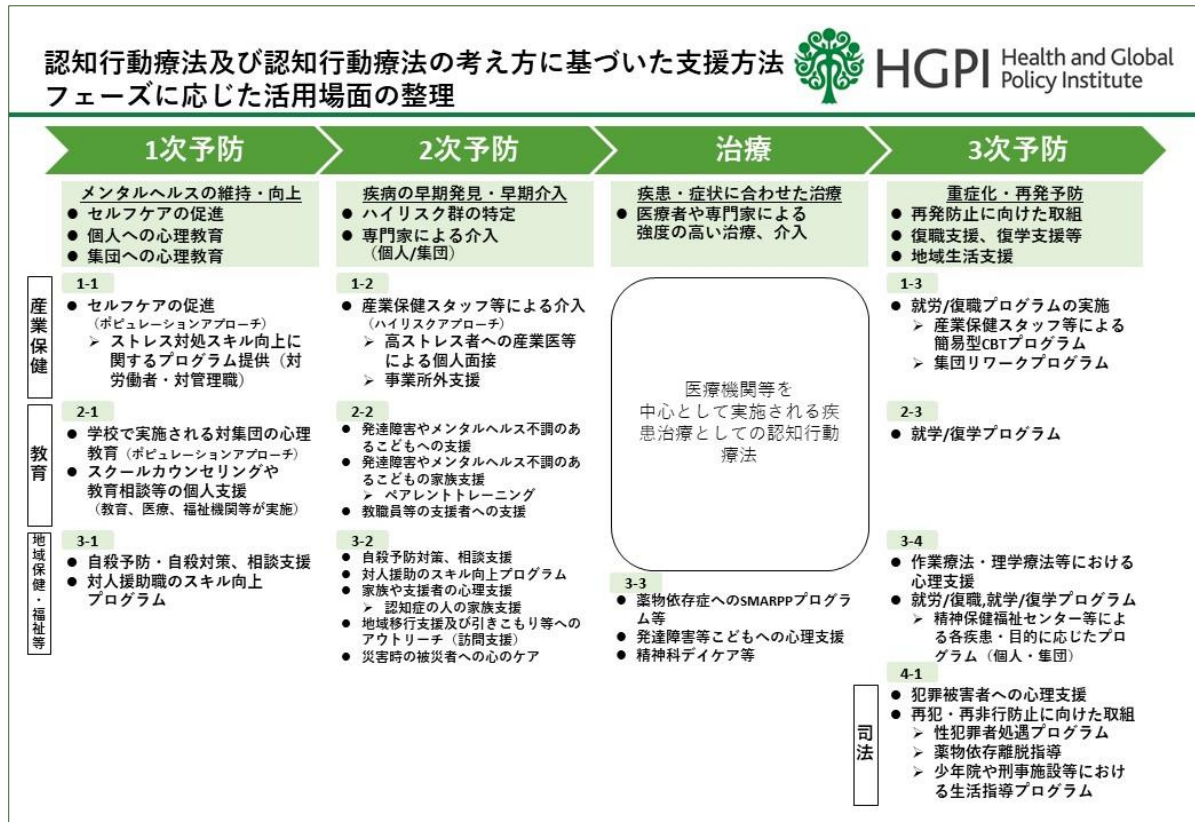 認知行動療法及び認知行動療法の考え方に基づいた支援方法
フェーズに応じた活用場面の整理
HGPI
Health and Global
Policy Institute
1次予防
2次予防
治療
3次予防
メンタルヘルスの維持・向上
● セルフケアの促進
● 個人への心理教育
● 集団への心理教育
疾病の早期発見・早期介入
● ハイリスク群の特定
● 専門家による介入
(個人/集団)
疾患・症状に合わせた治療
● 医療者や専門家による
強度の高い治療、介入
重症化・再発予防
● 再発防止に向けた取組
● 復職支援、復学支援等
● 地域生活支援
産業保健
1-1
● セルフケアの促進
（ポピュレーションアプローチ）
➢ ストレス対処スキル向上に
関するプログラム提供（対
労働者・対管理職）
1-2
● 産業保健スタッフ等による介入
（ハイリスクアプローチ）
➢ 高ストレス者への産業医等
による個人面接
➢ 事業所外支援
医療機関等を
中心として実施される疾
患治療としての認知行動
療法
1-3
● 就労/復職プログラムの実施
➢ 産業保健スタッフ等による
簡易型CBTプログラム
➢ 集団リワークプログラム
教育
2-1
● 学校で実施される対集団の心理
教育（ポピュレーションアプローチ）
● スクールカウンセリングや
教育相談等の個人支援
（教育、医療、福祉機関等が実施）
2-2
● 発達障害やメンタルヘルス不調のあ
るこどもへの支援
● 発達障害やメンタルヘルス不調のあ
るこどもの家族支援
➢ ペアレントトレーニング
● 教職員等の支援者への支援
2-3
● 就学/復学プログラム
地域保健・福祉等
3-1
● 自殺予防・自殺対策、相談支援
● 対人援助職のスキル向上
プログラム
3-2
● 自殺予防対策、相談支援
● 対人援助のスキル向上プログラム
● 家族や支援者の心理支援
➢ 認知症の人の家族支援
● 地域移行支援及び引きこもり等への
アウトリーチ（訪問支援）
● 災害時の被災者への心のケア
3-3
● 薬物依存症へのSMARPPプログラ
ム等
● 発達障害等こどもへの心理支援
● 精神科デイケア等
3-4
● 作業療法・理学療法等における
心理支援
● 就労/復職,就学/復学プログラム
➢ 精神保健福祉センター等によ
る各疾患・目的に応じたプロ
グラム（個人・集団）
司法
4-1
● 犯罪被害者への心理支援
● 再犯・再非行防止に向けた取組
➢ 性犯罪者処遇プログラム
➢ 薬物依存離脱指導
➢ 少年院や刑事施設等におけ
る生活指導プログラム